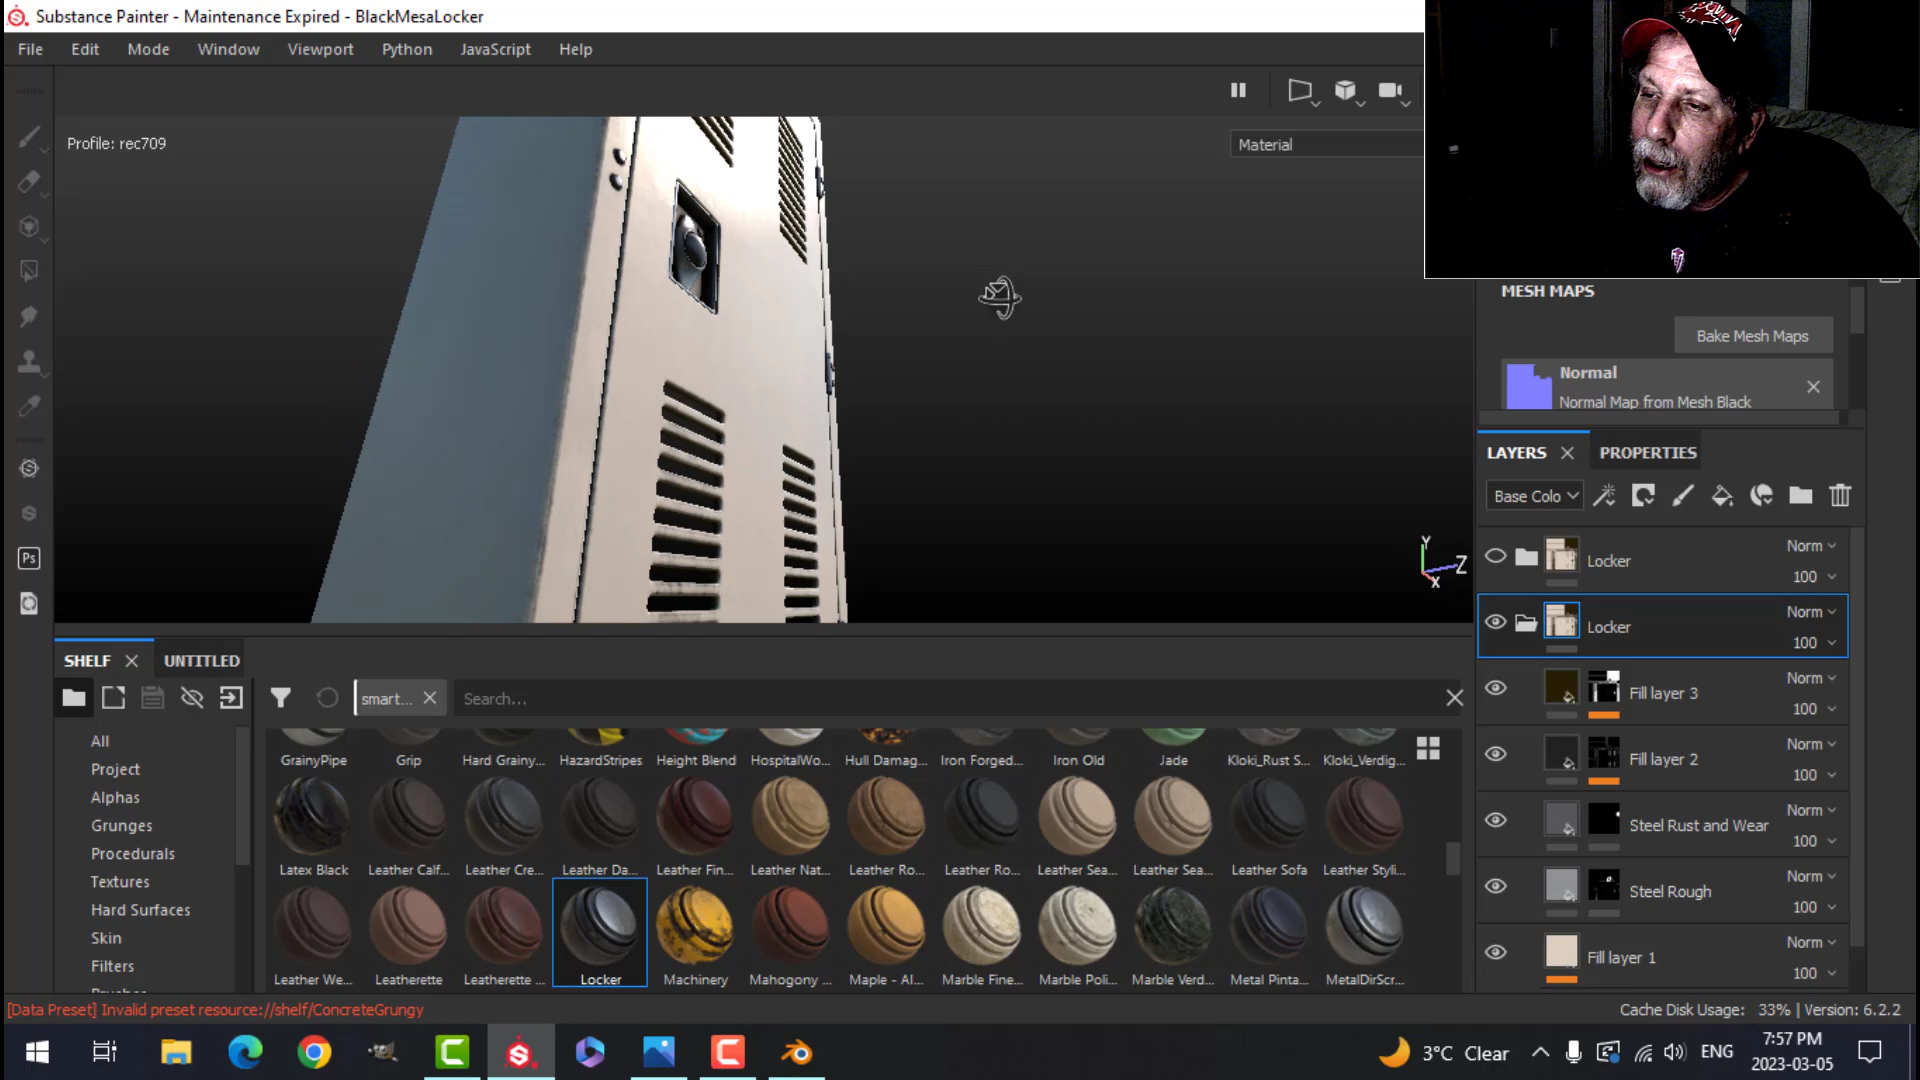 Substance Painter - Maintenance Expired - BlackMesaLocker
File Edit Mode Window Viewport Python JavaScript Help
Profile: rec709
Material
Y
Z
X
MESH MAPS
Bake Mesh Maps
Normal
Normal Map from Mesh Black
LAYERS PROPERTIES
Base Colo
Locker Norm 100
Locker Norm 100
Fill layer 3 Norm 100
Fill layer 2 Norm 100
Steel Rust and Wear Norm 100
Steel Rough Norm 100
Fill layer 1 Norm 100
SHELF UNTITLED
smart... Search...
All
Project
Alphas
Grunges
Procedurals
Textures
Hard Surfaces
Skin
Filters
GrainyPipe Grip Hard Grainy... HazardStripes Height Blend HospitalWo... Hull Damag... Iron Forged... Iron Old Jade Kloki_Rust S... Kloki_Verdig...
Latex Black Leather Calf... Leather Cre... Leather Da... Leather Fin... Leather Nat... Leather Ro... Leather Ro... Leather Sea... Leather Sea... Leather Sofa Leather Styli...
Leather We... Leatherette Leatherette ... Locker Machinery Mahogony ... Maple - Al... Marble Fine... Marble Poli... Marble Verd... Metal Pinta... MetalDirScr...
[Data Preset] Invalid preset resource://shelf/ConcreteGrungy
Cache Disk Usage: 33% | Version: 6.2.2
Ps
3°C Clear
ENG
7:57 PM
2023-03-05